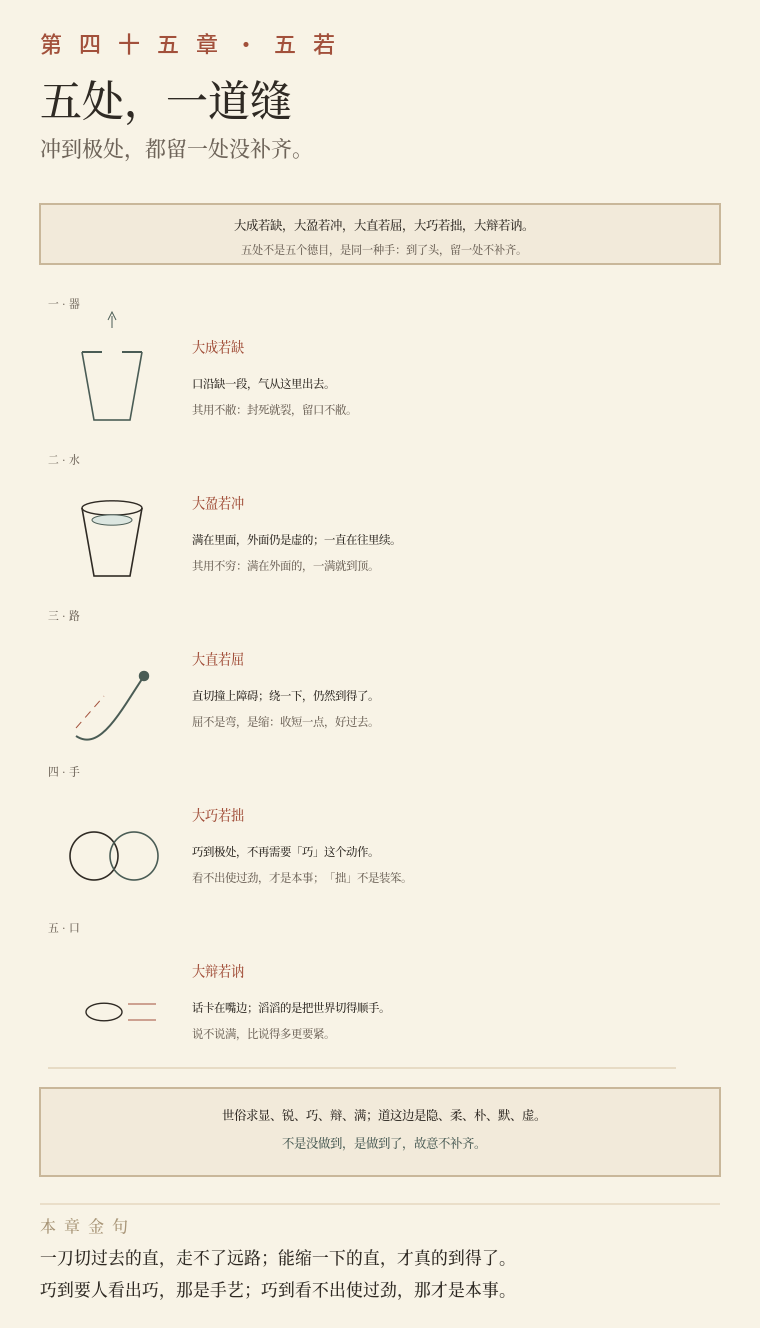 第四十五章·五若
五处，一道缝
冲到极处，都留一处没补齐。
大成若缺，大盈若冲，大直若屈，大巧若拙，大辩若讷。
五处不是五个德目，是同一种手：到了头，留一处不补齐。
一·器
大成若缺
口沿缺一段，气从这里出去。
其用不敝：封死就裂，留口不敝。
二·水
大盈若冲
满在里面，外面仍是虚的；一直在往里续。
其用不穷：满在外面的，一满就到顶。
三·路
大直若屈
直切撞上障碍；绕一下，仍然到得了。
屈不是弯，是缩：收短一点，好过去。
四·手
大巧若拙
巧到极处，不再需要「巧」这个动作。
看不出使过劲，才是本事；「拙」不是装笨。
五·口
大辩若讷
话卡在嘴边；滔滔的是把世界切得顺手。
说不说满，比说得多更要紧。
世俗求显、锐、巧、辩、满；道这边是隐、柔、朴、默、虚。
不是没做到，是做到了，故意不补齐。
本章金句
一刀切过去的直，走不了远路；能缩一下的直，才真的到得了。
巧到要人看出巧，那是手艺；巧到看不出使过劲，那才是本事。